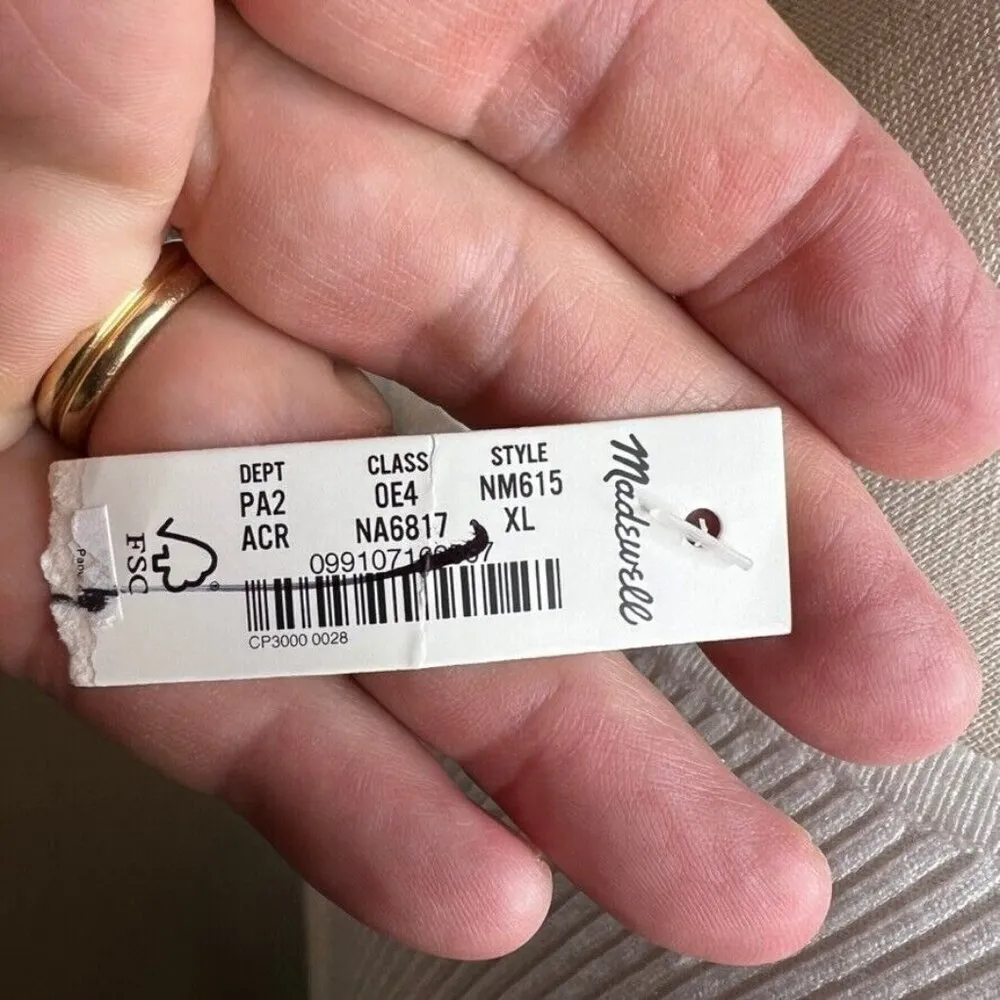 DEPT CLASS STYLE
PA2 0E4 NM615
ACR NA6817 XL
CP3000 0028
FSC
®
Madewell